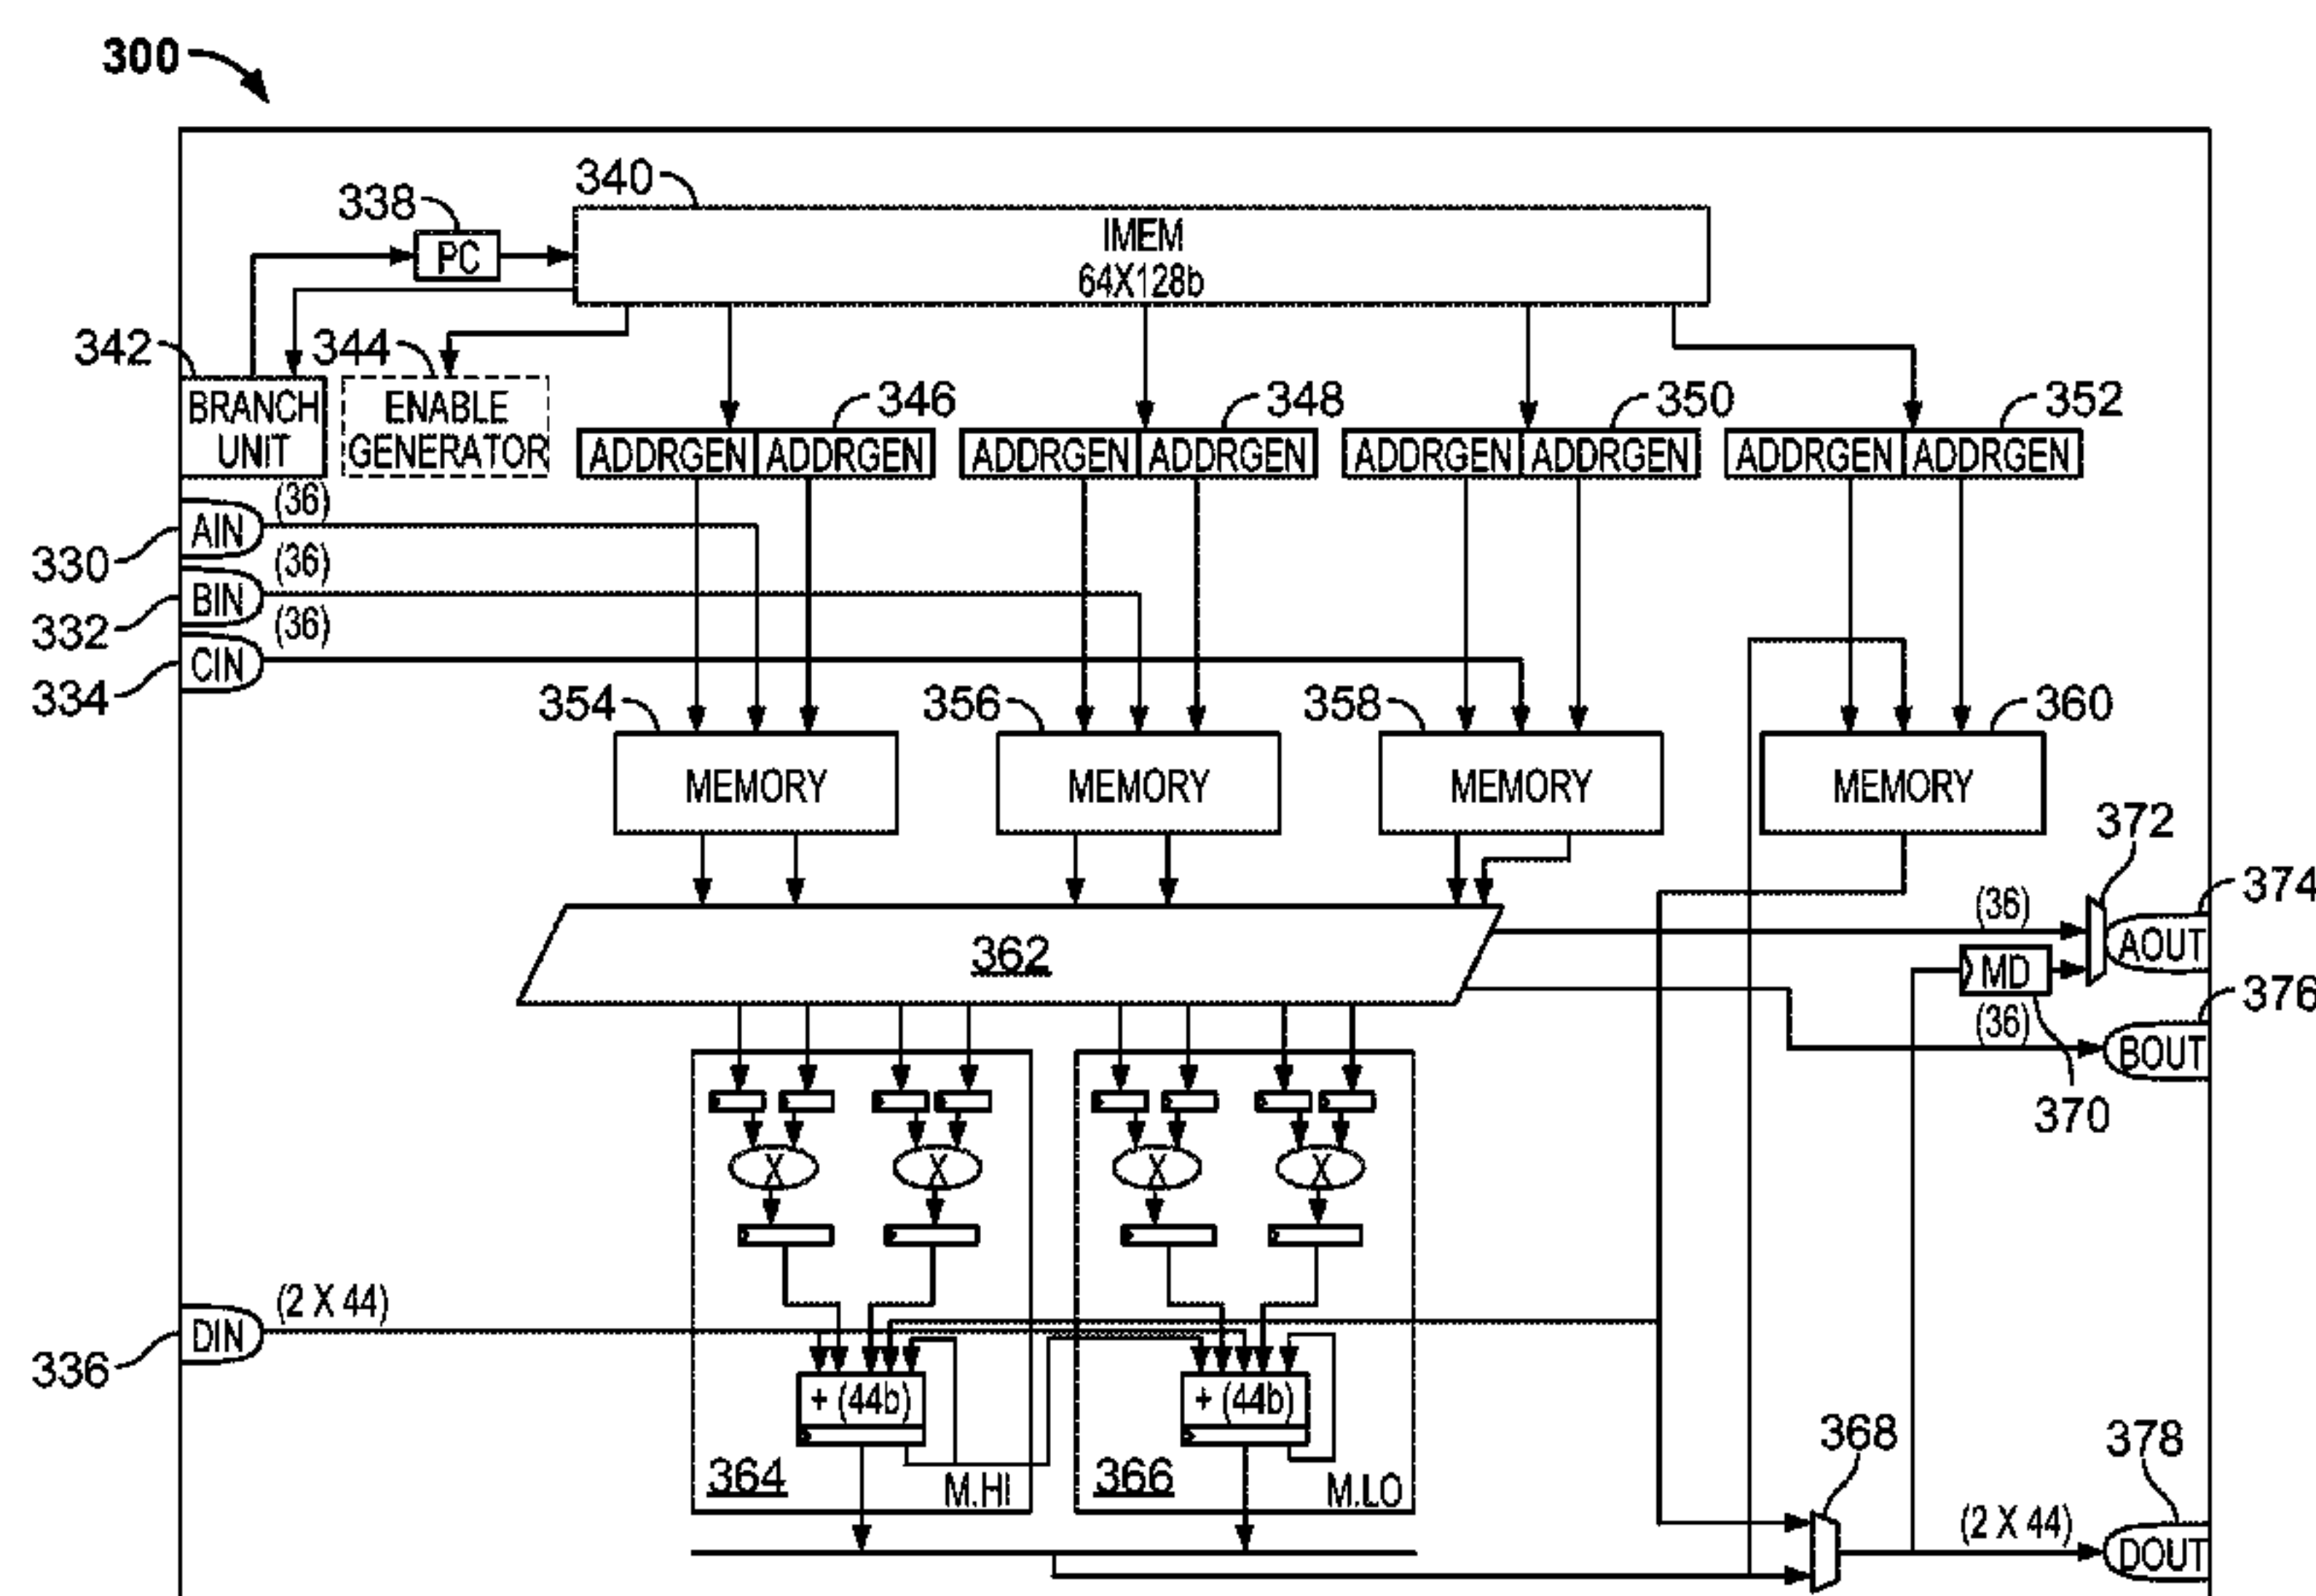 300
340
338
IMEM
PC
64X128b
342
344
BRANCH
UNIT
ENABLE
GENERATOR
346
348
350
352
ADDRGEN ADDRGEN
ADDRGEN ADDRGEN
ADDRGEN ADDRGEN
ADDRGEN ADDRGEN
(36)
AIN
330
(36)
BIN
332
(36)
CIN
334
354
356
358
360
MEMORY
MEMORY
MEMORY
MEMORY
372
374
(36)
AOUT
362
MD
376
(36)
BOUT
370
X
X
X
X
(2 X 44)
DIN
336
+ (44b)
+ (44b)
364
M.HI
366
M.LO
368
378
(2 X 44)
DOUT